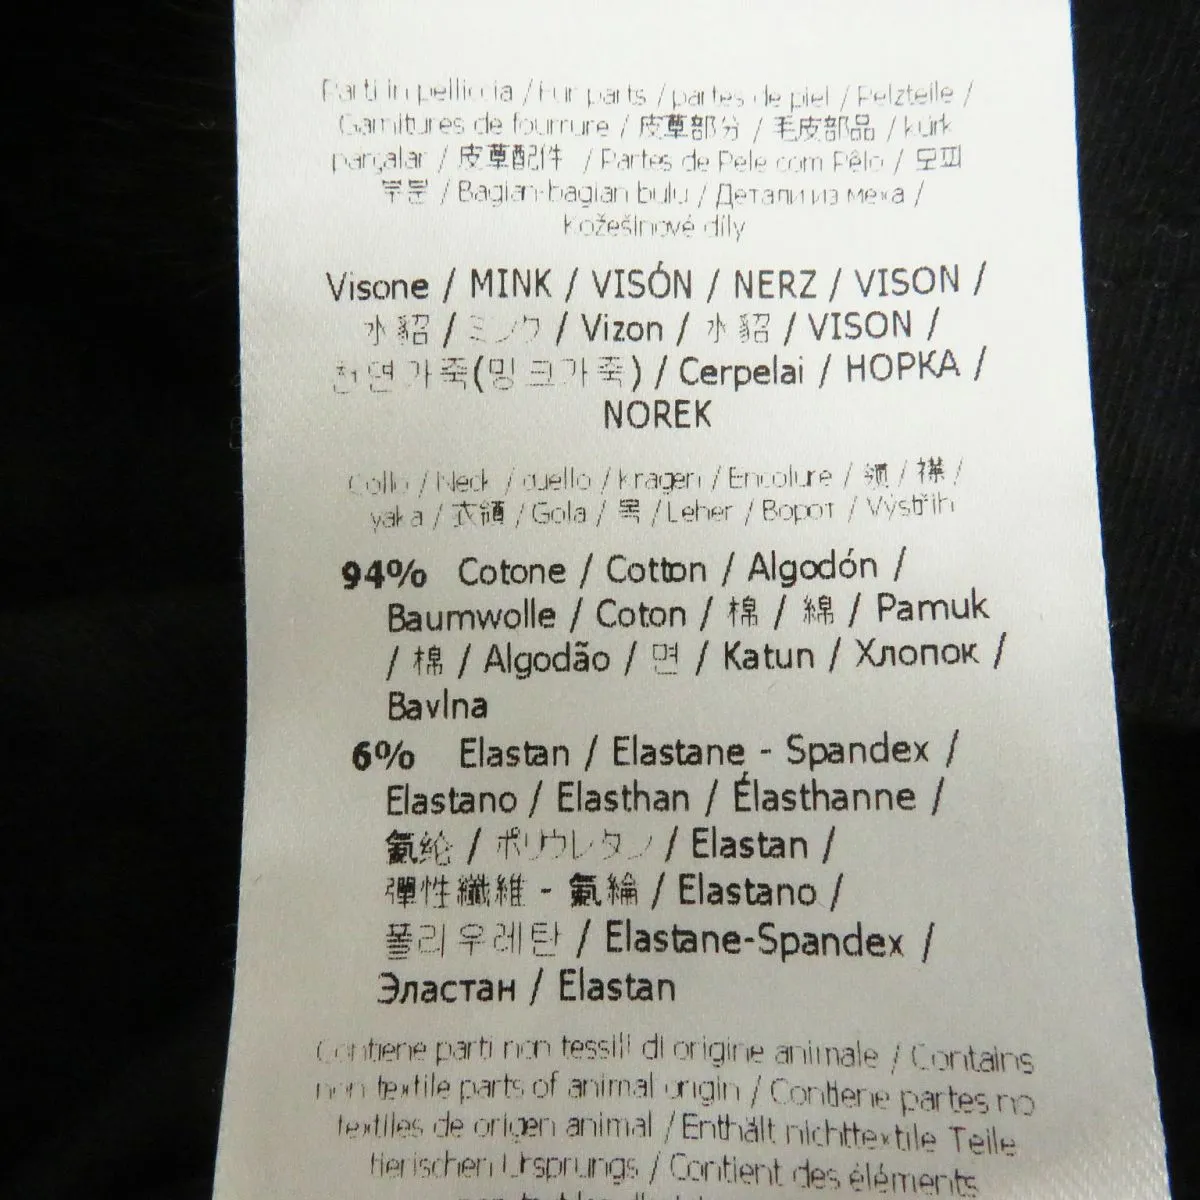 Parti in pelliccia / Fur parts / partes de piel / Pelzteile /
Garnitures de fourrure / 皮草部分 / 毛皮部品 / kürk
parçalar / 皮草配件 / Partes de Pele com Pêlo / 모피
부분 / Bagian-bagian bulu / Детали из меха /
Kožešinové díly
Visone / MINK / VISÓN / NERZ / VISON /
水貂 / ミンク / Vizon / 水貂 / VISON /
천연가죽(밍크가죽) / Cerpelai / НОРКА /
NOREK
Collo / Neck / cuello / kragen / Encolure / 领 / 襟 /
yaka / 衣領 / Gola / 목 / Leher / Ворот / Výstřih
94% Cotone / Cotton / Algodón /
Baumwolle / Coton / 棉 / 綿 / Pamuk
/ 棉 / Algodão / 면 / Katun / Хлопок /
Bavlna
6% Elastan / Elastane - Spandex /
Elastano / Elasthan / Élasthanne /
氨纶 / ポリウレタン / Elastan /
彈性纖維 - 氨綸 / Elastano /
폴리우레탄 / Elastane-Spandex /
Эластан / Elastan
Contiene parti non tessili di origine animale / Contains
non textile parts of animal origin / Contiene partes no
textiles de origen animal / Enthält nichttextile Teile
tierischen Ursprungs / Contient des éléments